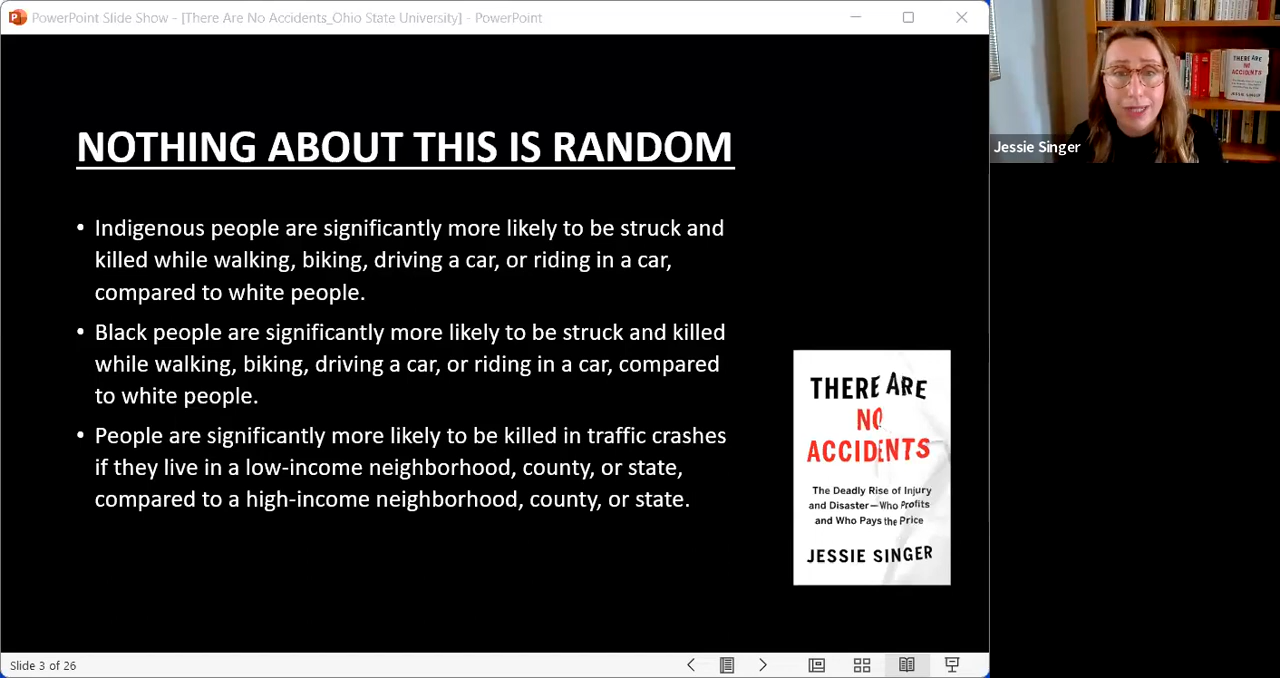 PowerPoint Slide Show - [There Are No Accidents_Ohio State University] - PowerPoint
NOTHING ABOUT THIS IS RANDOM
• Indigenous people are significantly more likely to be struck and
killed while walking, biking, driving a car, or riding in a car,
compared to white people.
• Black people are significantly more likely to be struck and killed
while walking, biking, driving a car, or riding in a car, compared
to white people.
• People are significantly more likely to be killed in traffic crashes
if they live in a low-income neighborhood, county, or state,
compared to a high-income neighborhood, county, or state.
THERE ARE
NO
ACCIDENTS
The Deadly Rise of Injury
and Disaster—Who Profits
and Who Pays the Price
JESSIE SINGER
Slide 3 of 26
THERE ARE
NO
ACCIDENTS
JESSIE SINGER
Jessie Singer